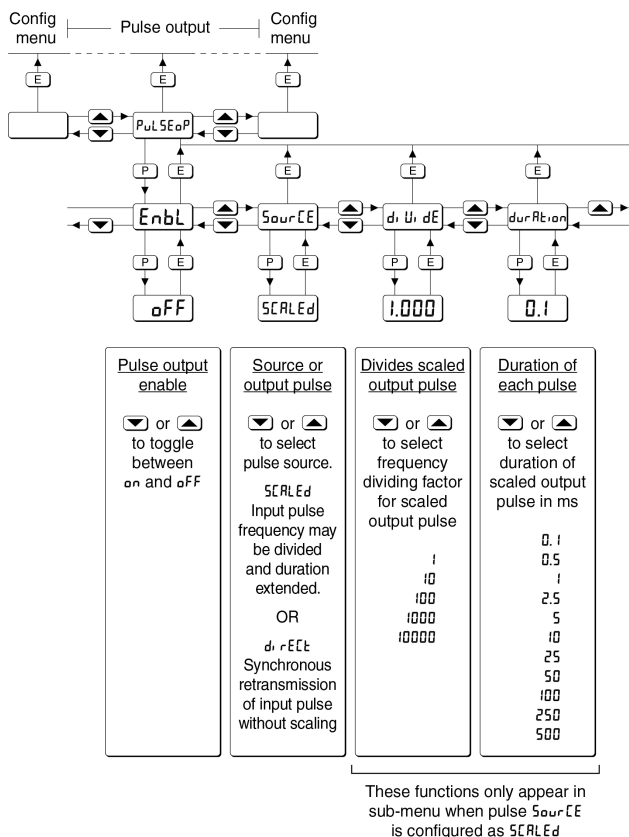 Config menu
Pulse output
Config menu
E E E
PuLSEoP
P E E E E
EnbL SourCE diVidE durAtion
P E P E P E P E
oFF SCALEd 1.000 0.1
Pulse output
enable
or
to toggle
between
on and oFF
Source or
output pulse
or
to select
pulse source.
SCALEd
Input pulse
frequency may
be divided
and duration
extended.
OR
dirECt
Synchronous
retransmission
of input pulse
without scaling
Divides scaled
output pulse
or
to select
frequency
dividing factor
for scaled
output pulse
1
10
100
1000
10000
Duration of
each pulse
or
to select
duration of
scaled output
pulse in ms
0.1
0.5
1
2.5
5
10
25
50
100
250
500
These functions only appear in
sub-menu when pulse SourCE
is configured as SCALEd